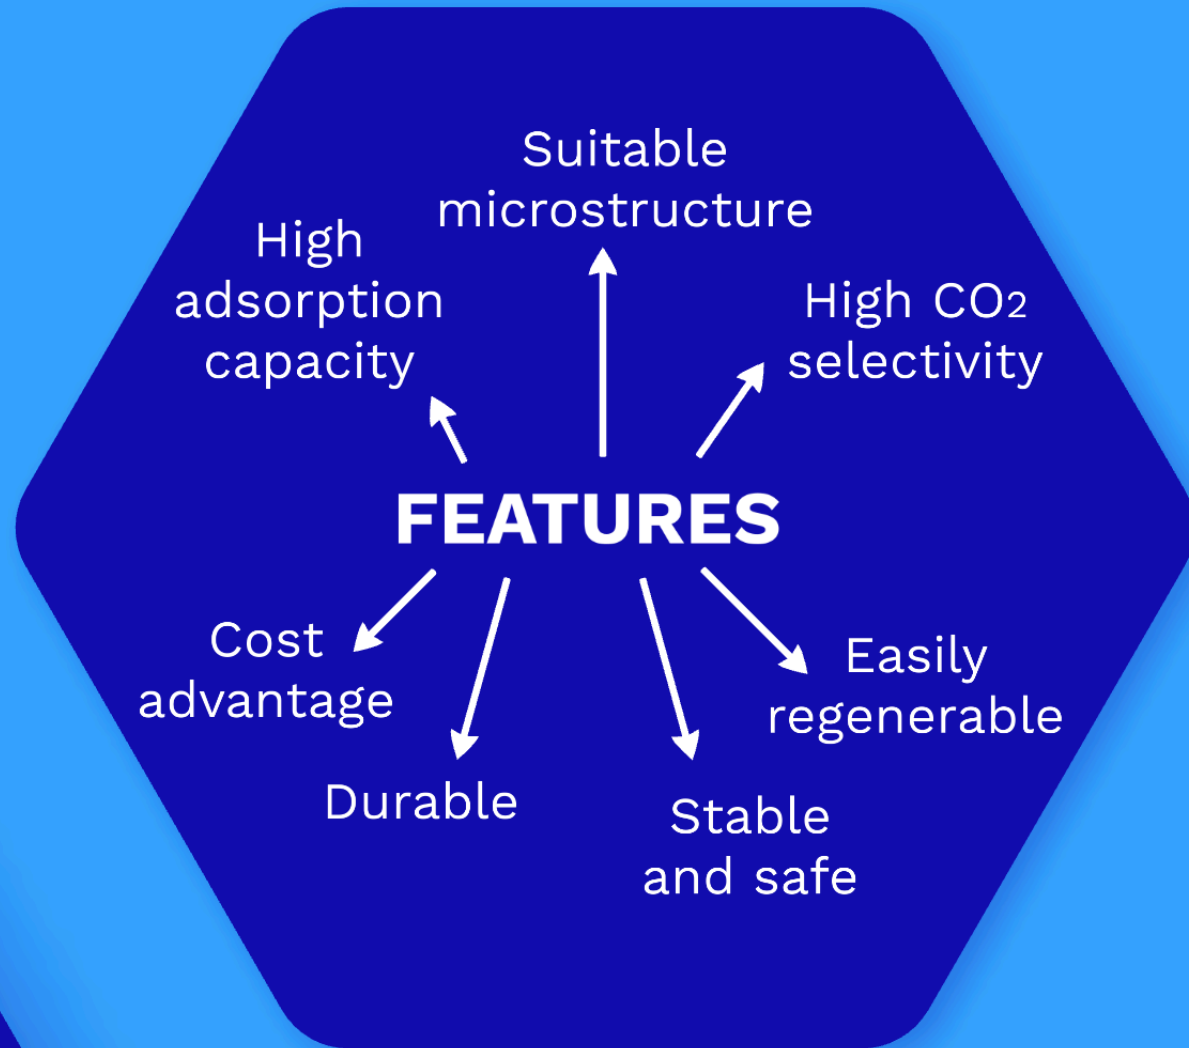 Suitable
microstructure
High
adsorption
capacity
High CO2
selectivity
FEATURES
Cost
advantage
Durable
Stable
and safe
Easily
regenerable